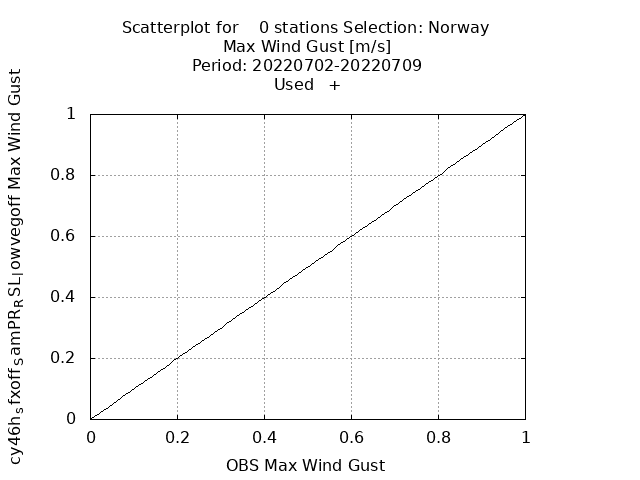 Scatterplot for    0 stations Selection: Norway
Max Wind Gust [m/s]
Period: 20220702-20220709
Used   +
1
0.8
0.6
0.4
0.2
0
0
0.2
0.4
0.6
0.8
1
OBS Max Wind Gust
cy46hsfxoffSamPRRSL|owvegoff Max Wind Gust